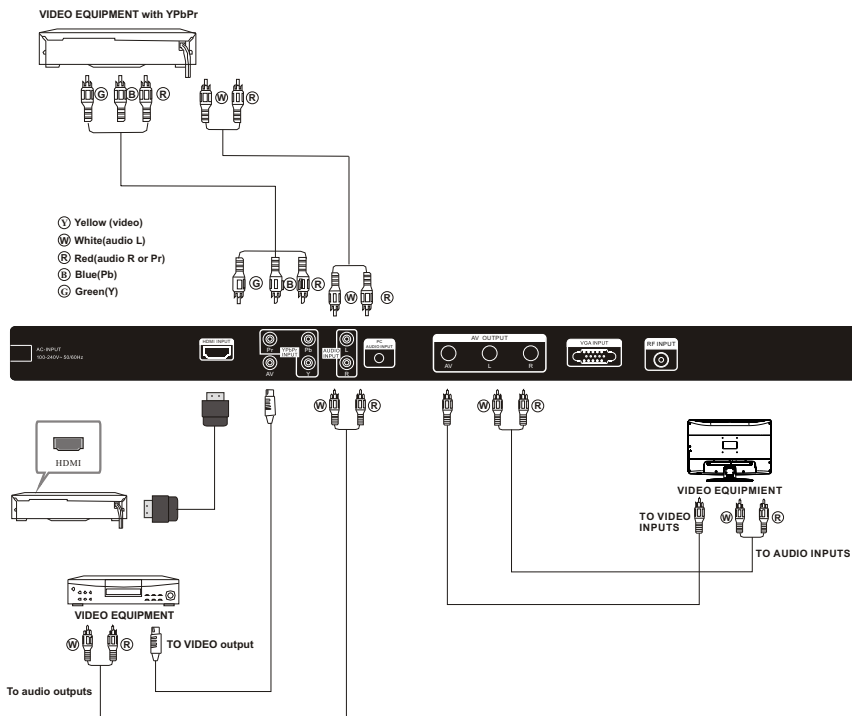 VIDEO EQUIPMENT with YPbPr
G B R W R
Y Yellow (video)
W White(audio L)
R Red(audio R or Pr)
B Blue(Pb)
G Green(Y)
G B R W R
AC-INPUT
100-240V~ 50/60Hz
HDMI INPUT
Pr
YPbPr
INPUT
Pb
AV
Y
AUDIO
INPUT
L
R
PC
AUDIO INPUT
AV OUTPUT
AV L R
VGA INPUT
RF INPUT
W R W R
HDMI
VIDEO EQUIPMIENT
TO VIDEO
INPUTS
W R
TO AUDIO INPUTS
VIDEO EQUIPMENT
W R
TO VIDEO output
To audio outputs